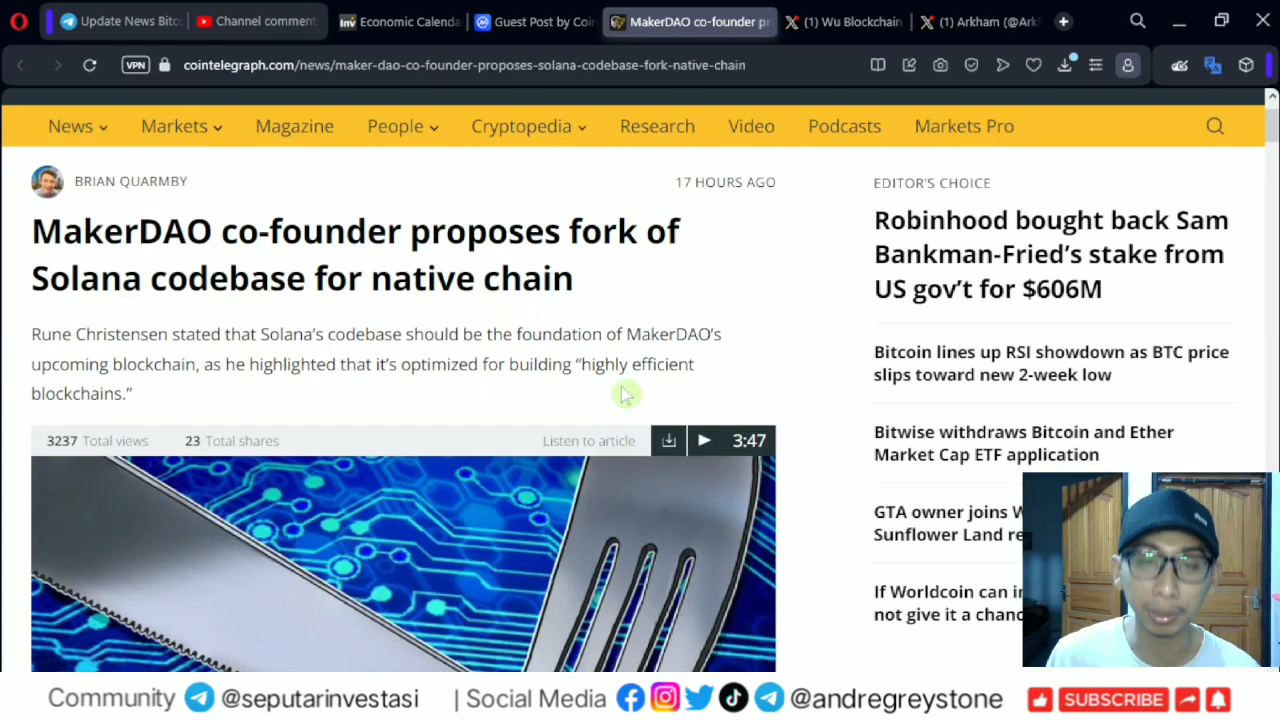 Update News Bitc
Channel comment
Inv Economic Calenda
Guest Post by Coin
MakerDAO co-founder pr
(1) Wu Blockchain
(1) Arkham (@Ark
VPN
cointelegraph.com/news/maker-dao-co-founder-proposes-solana-codebase-fork-native-chain
News
Markets
Magazine
People
Cryptopedia
Research
Video
Podcasts
Markets Pro
BRIAN QUARMBY
17 HOURS AGO
MakerDAO co-founder proposes fork of
Solana codebase for native chain
Rune Christensen stated that Solana’s codebase should be the foundation of MakerDAO’s
upcoming blockchain, as he highlighted that it’s optimized for building “highly efficient
blockchains.”
3237 Total views
23 Total shares
Listen to article
3:47
EDITOR’S CHOICE
Robinhood bought back Sam
Bankman-Fried’s stake from
US gov’t for $606M
Bitcoin lines up RSI showdown as BTC price
slips toward new 2-week low
Bitwise withdraws Bitcoin and Ether
Market Cap ETF application
GTA owner joins W
Sunflower Land re
If Worldcoin can in
not give it a chanc
Community @seputarinvestasi | Social Media @andregreystone SUBSCRIBE